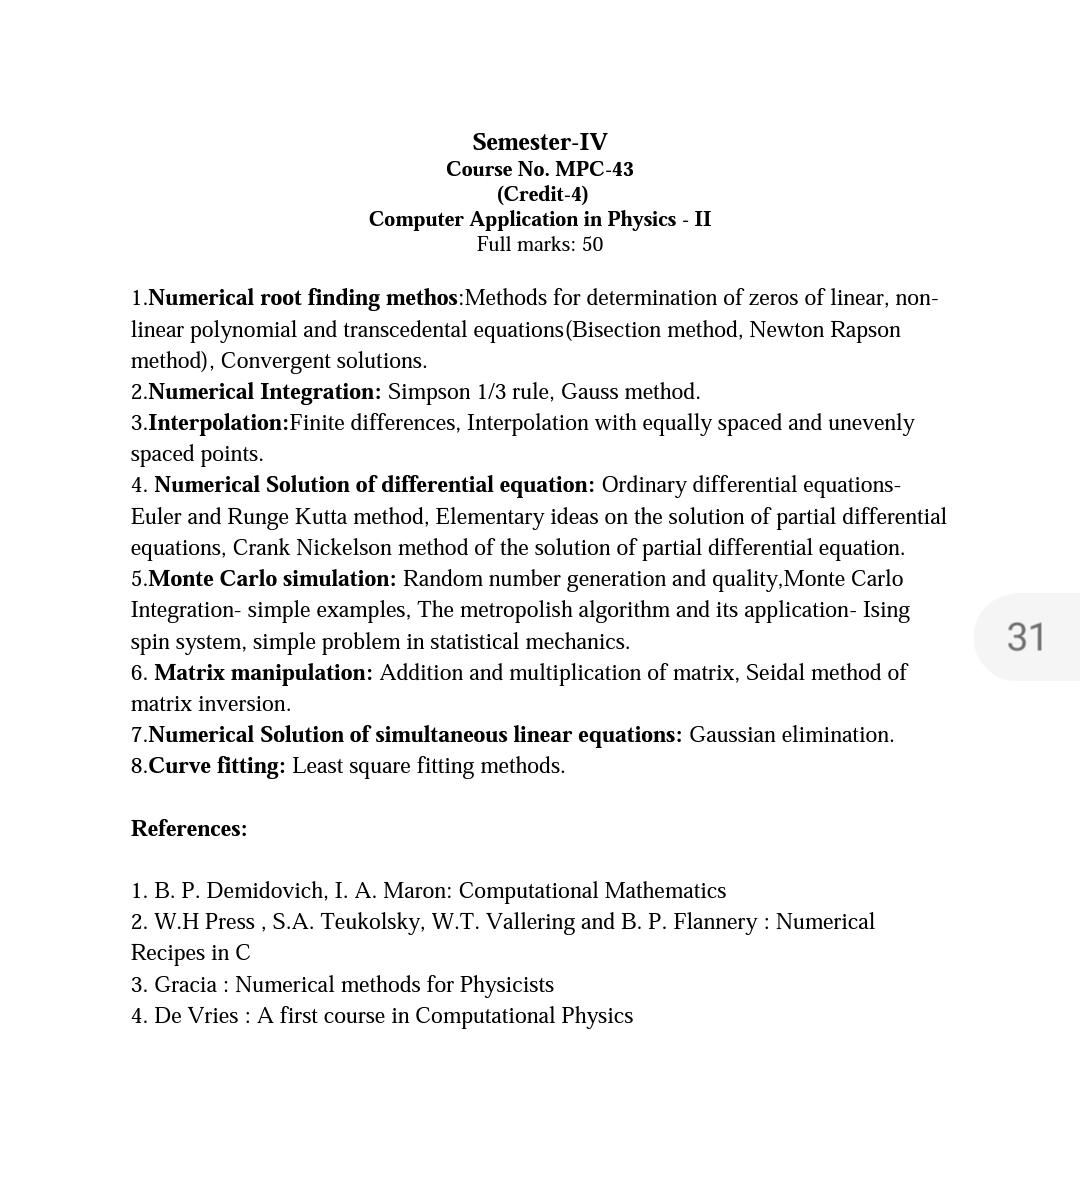 Semester-IV
Course No. MPC-43
(Credit-4)
Computer Application in Physics - II
Full marks: 50
1.Numerical root finding methos:Methods for determination of zeros of linear, non-
linear polynomial and transcedental equations(Bisection method, Newton Rapson
method), Convergent solutions.
2.Numerical Integration: Simpson 1/3 rule, Gauss method.
3.Interpolation:Finite differences, Interpolation with equally spaced and unevenly
spaced points.
4. Numerical Solution of differential equation: Ordinary differential equations-
Euler and Runge Kutta method, Elementary ideas on the solution of partial differential
equations, Crank Nickelson method of the solution of partial differential equation.
5.Monte Carlo simulation: Random number generation and quality,Monte Carlo
Integration- simple examples, The metropolish algorithm and its application- Ising
spin system, simple problem in statistical mechanics.
31
6. Matrix manipulation: Addition and multiplication of matrix, Seidal method of
matrix inversion.
7.Numerical Solution of simultaneous linear equations: Gaussian elimination.
8.Curve fitting: Least square fitting methods.
References:
1. B. P. Demidovich, I. A. Maron: Computational Mathematics
2. W.H Press , S.A. Teukolsky, W.T. Vallering and B. P. Flannery : Numerical
Recipes in C
3. Gracia : Numerical methods for Physicists
4. De Vries : A first course in Computational Physics